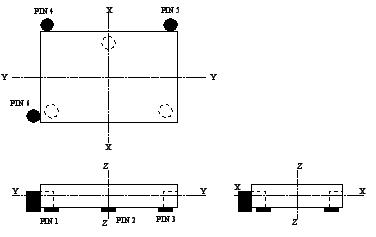 PIN 4 X PIN 5
Y Y
PIN 6
X
Z Z
Y Y X X
PIN 1 Z PIN 2 PIN 3 Z